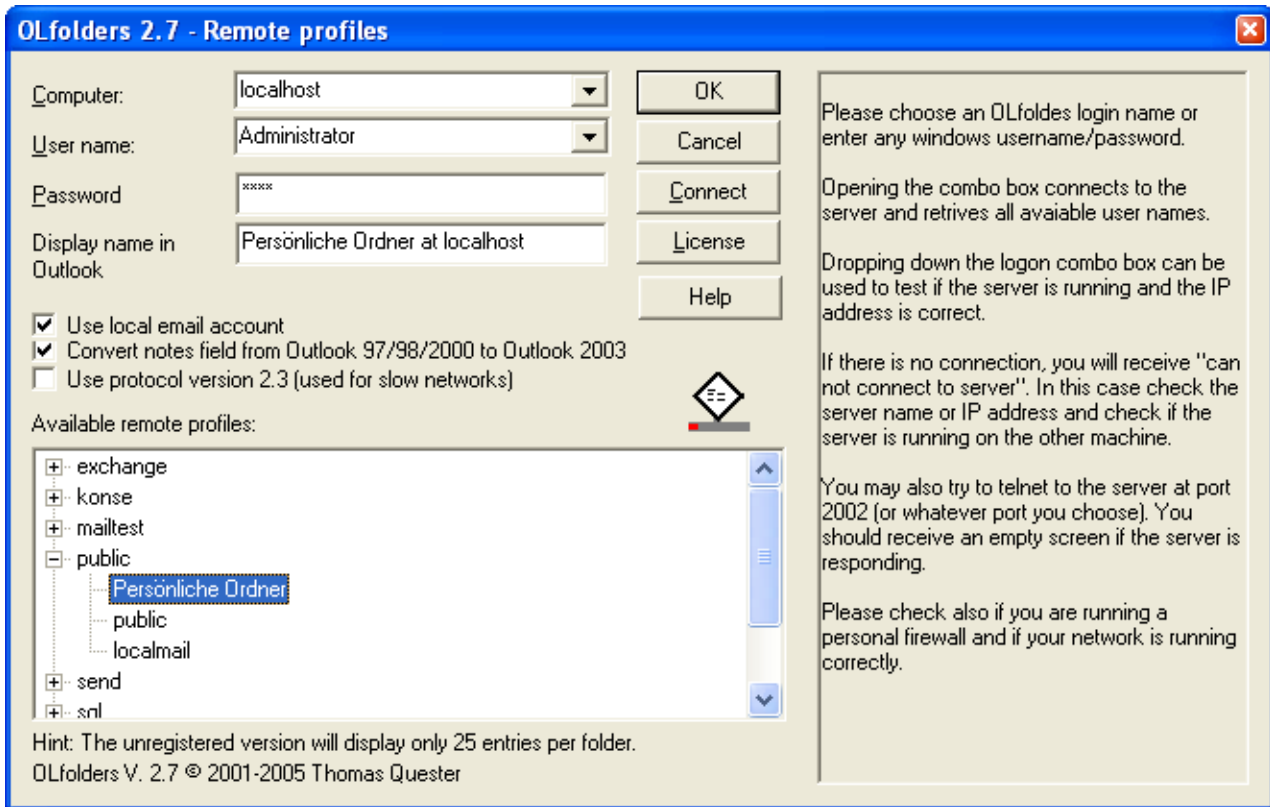 OLfolders 2.7 - Remote profiles
Computer:
localhost
User name:
Administrator
Password
****
Display name in
Outlook
Persönliche Ordner at localhost
OK
Cancel
Connect
License
Help
Use local email account
Convert notes field from Outlook 97/98/2000 to Outlook 2003
Use protocol version 2.3 (used for slow networks)
Available remote profiles:
exchange
konse
mailtest
public
Persönliche Ordner
public
localmail
send
sql
Hint: The unregistered version will display only 25 entries per folder.
OLfolders V. 2.7 © 2001-2005 Thomas Quester
Please choose an OLfoldes login name or
enter any windows username/password.
Opening the combo box connects to the
server and retrives all avaiable user names.
Dropping down the logon combo box can be
used to test if the server is running and the IP
address is correct.
If there is no connection, you will receive "can
not connect to server". In this case check the
server name or IP address and check if the
server is running on the other machine.
You may also try to telnet to the server at port
2002 (or whatever port you choose). You
should receive an empty screen if the server is
responding.
Please check also if you are running a
personal firewall and if your network is running
correctly.